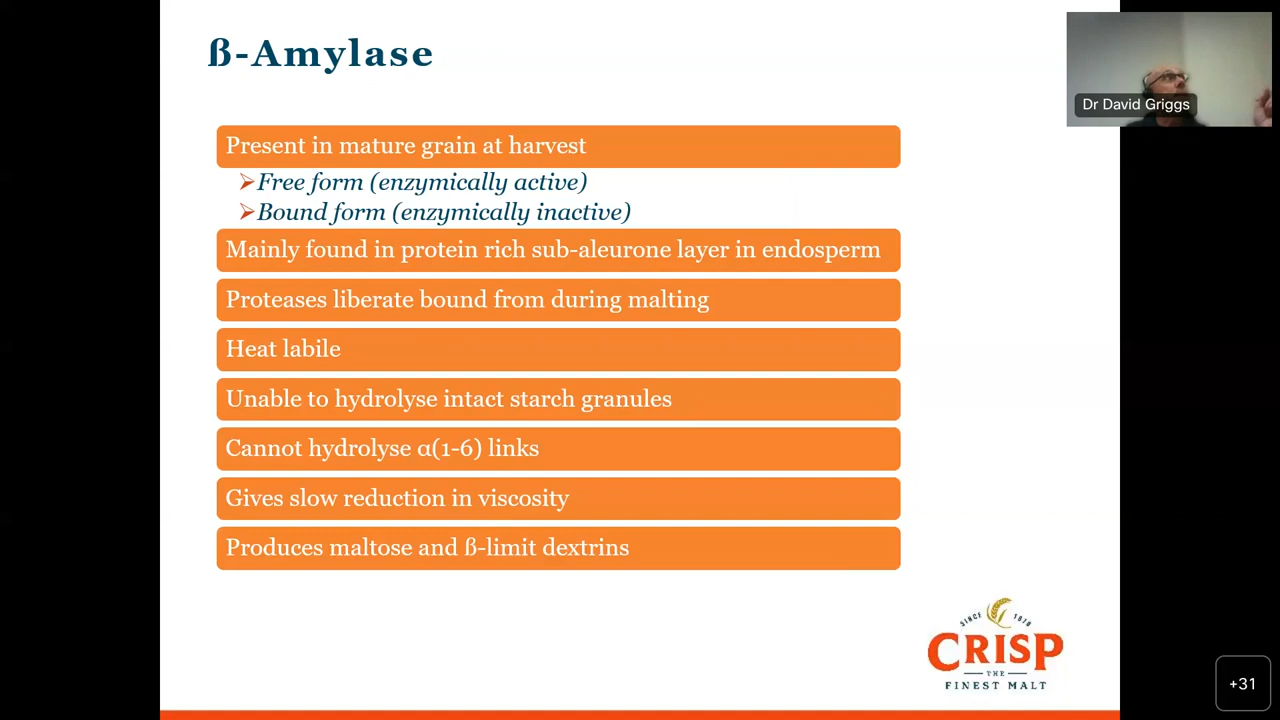 ß-Amylase
Dr David Griggs
Present in mature grain at harvest
Free form (enzymically active)
Bound form (enzymically inactive)
Mainly found in protein rich sub-aleurone layer in endosperm
Proteases liberate bound from during malting
Heat labile
Unable to hydrolyse intact starch granules
Cannot hydrolyse α(1-6) links
Gives slow reduction in viscosity
Produces maltose and ß-limit dextrins
SINCE 1870
CRISP
THE
FINEST MALT
+31